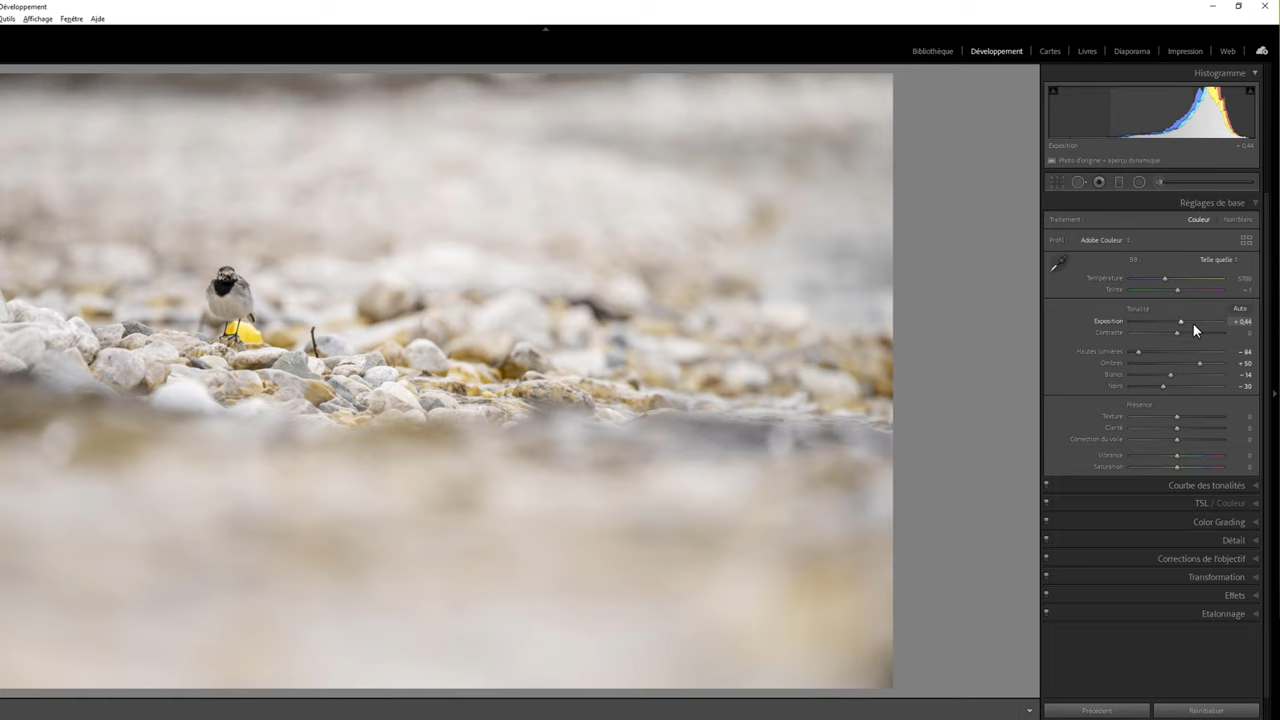 Développement
Outils Affichage Fenêtre Aide
Bibliothèque | Développement | Cartes | Livres | Diaporama | Impression | Web
Histogramme
Exposition + 0,44
Photo d'origine + aperçu dynamique
Réglages de base
Traitement : Couleur Noir/blanc
Profil : Adobe Couleur
BB : Telle quelle
Température 5700
Teinte + 1
Tonalité Auto
Exposition + 0,44
Contraste 0
Hautes lumières − 84
Ombres + 50
Blancs − 14
Noirs − 30
Présence
Texture 0
Clarté 0
Correction du voile 0
Vibrance 0
Saturation 0
Courbe des tonalités
TSL / Couleur
Color Grading
Détail
Corrections de l'objectif
Transformation
Effets
Etalonnage
Précédent Réinitialiser